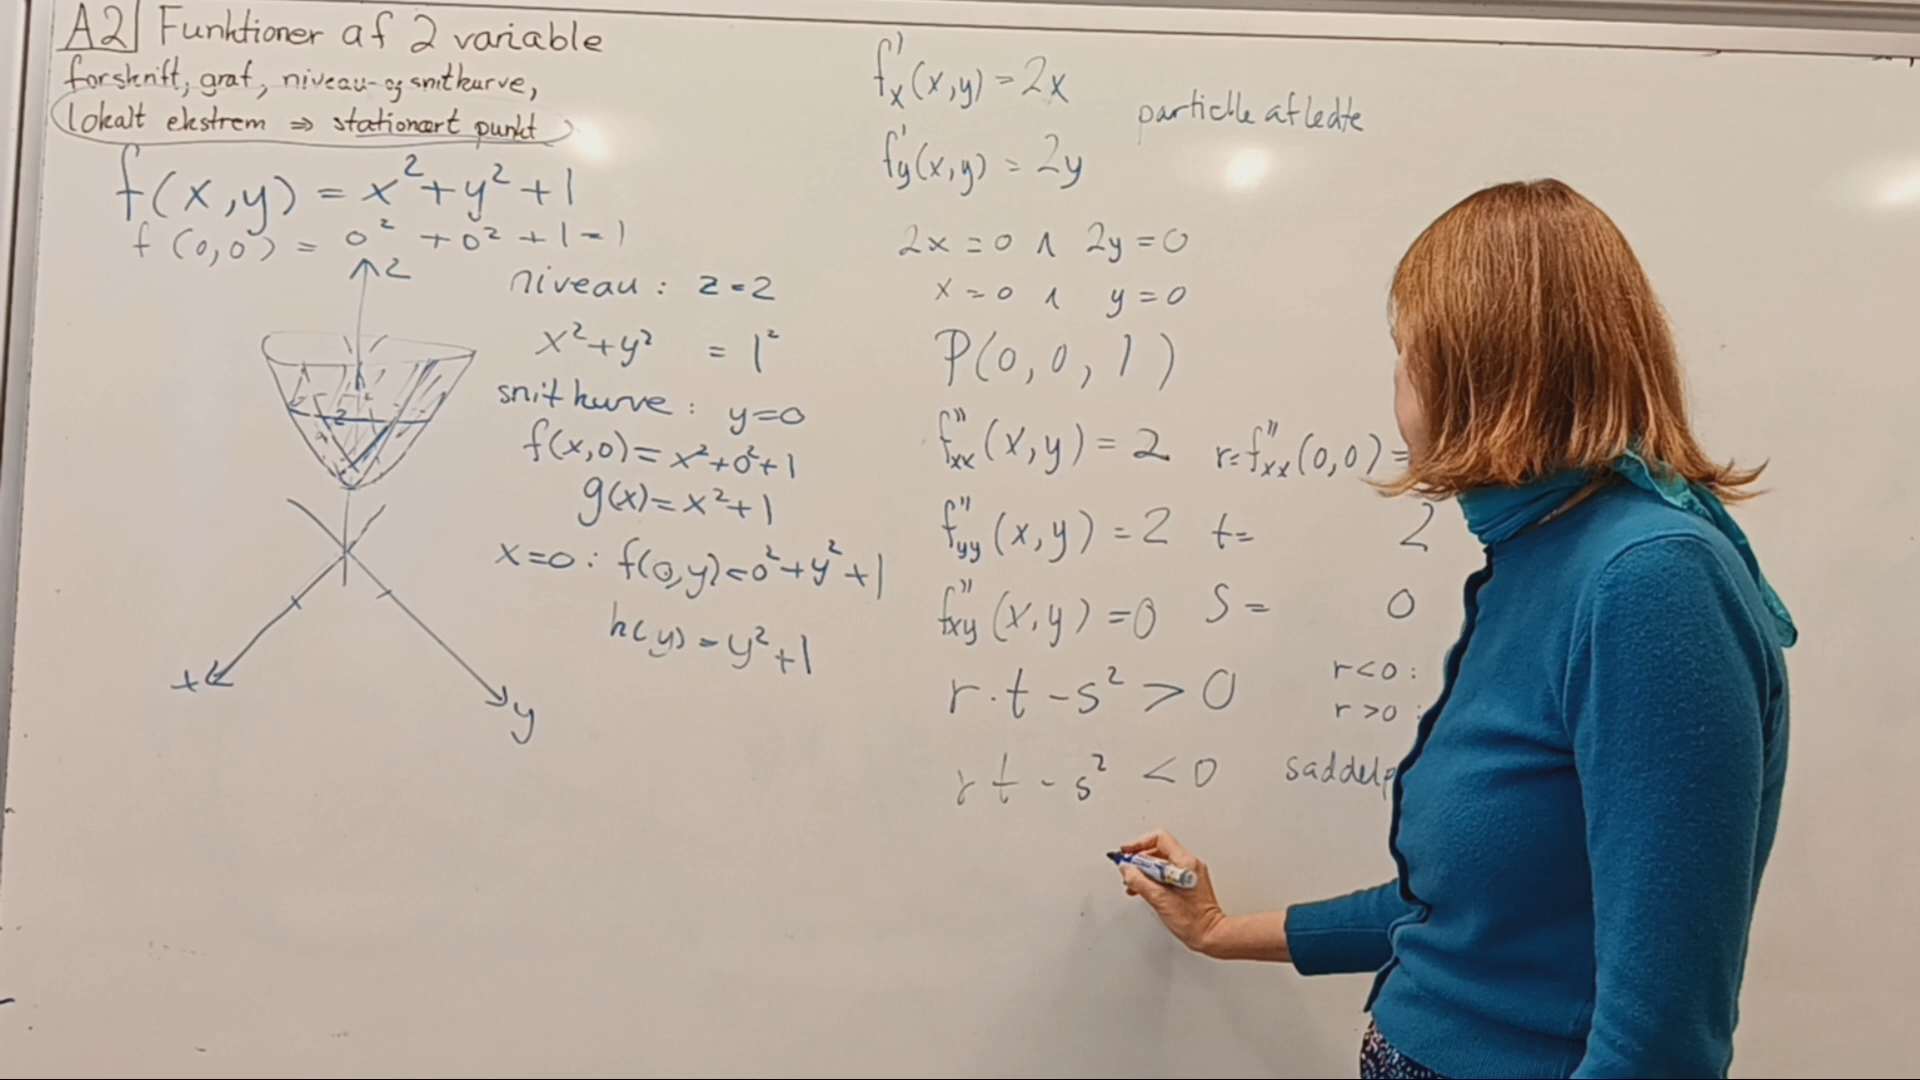 A2 Funktioner af 2 variable
forskrift, graf, niveau- og snitkurve,
lokalt ekstrem ⇒ stationært punkt
f(x,y) = x²+y²+1
f(0,0) = 0²+0²+1=1
z
x
y
niveau: z=2
x²+y² = 1²
snitkurve: y=0
f(x,0)=x²+0²+1
g(x)=x²+1
x=0: f(0,y)=0²+y²+1
h(y)=y²+1
f'x(x,y)=2x
particlle afledte
f'y(x,y)=2y
2x=0 ∧ 2y=0
x=0 ∧ y=0
P(0,0,1)
f''xx(x,y)=2 r=f''xx(0,0)=
f''yy(x,y)=2 t= 2
f''xy(x,y)=0 s= 0
r·t-s²>0 r<0:
r>0:
rt-s²<0 saddelp